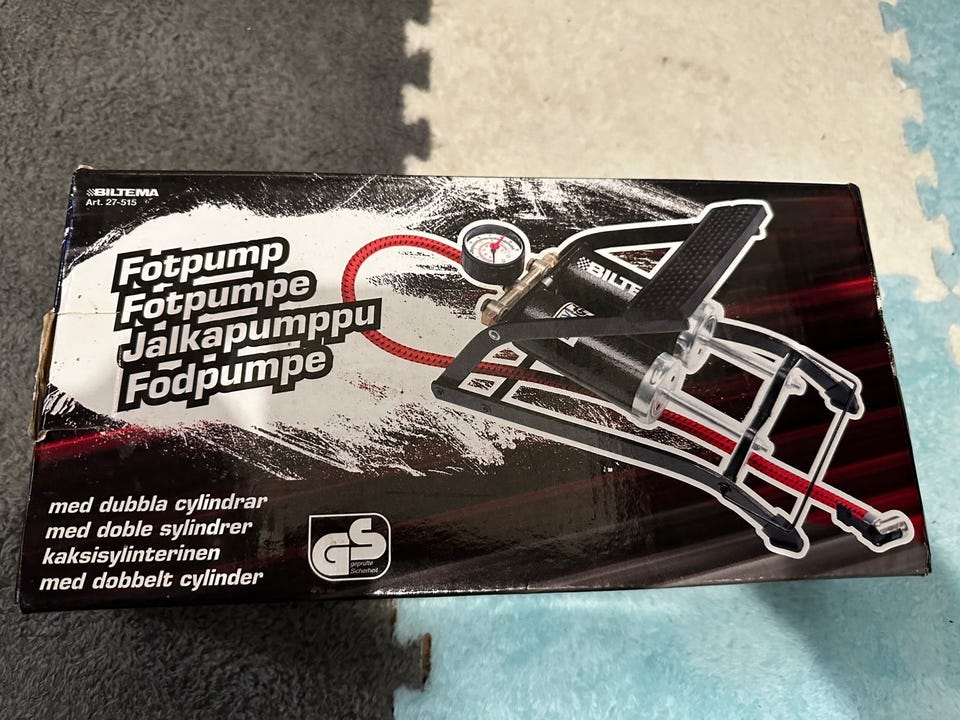 BILTEMA
Art. 27-515
Fotpump
Fotpumpe
Jalkapumppu
Fodpumpe
BILTE
med dubbla cylindrar
med doble sylindrer
kaksisylinterinen
med dobbelt cylinder
GS
geprüfte
Sicherheit